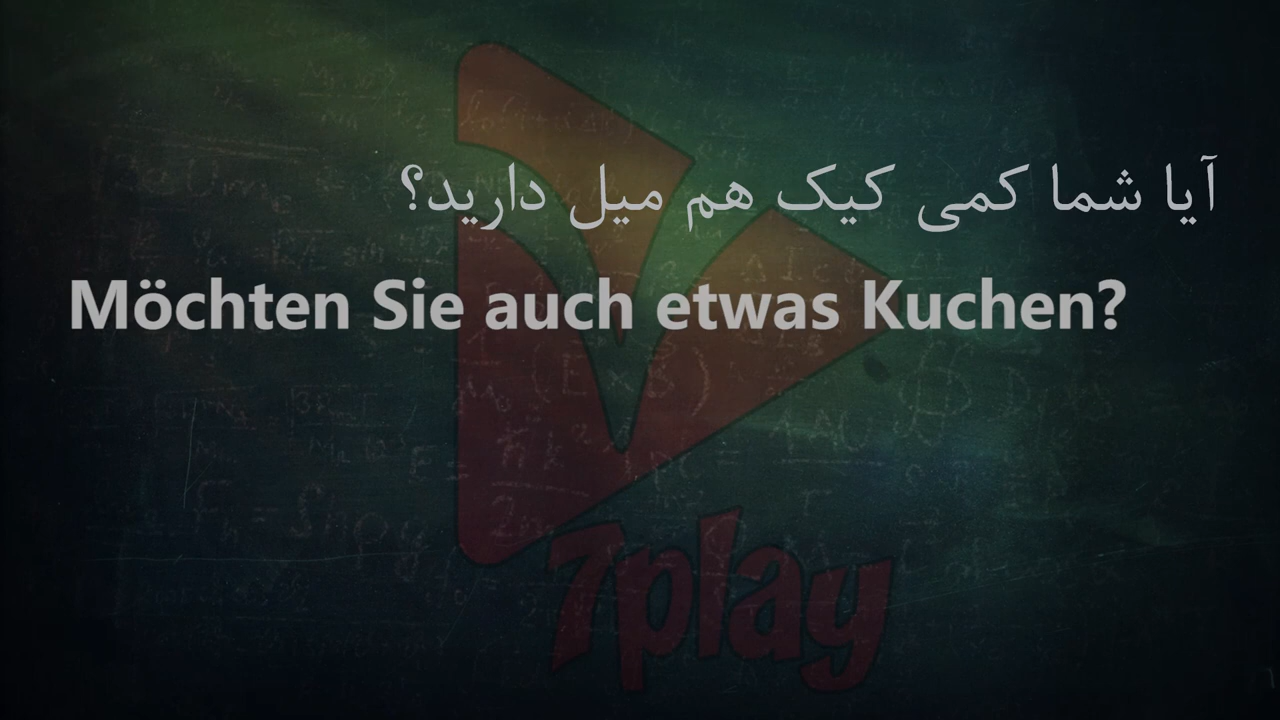 آیا شما کمی کیک هم میل دارید؟
Möchten Sie auch etwas Kuchen?
7play